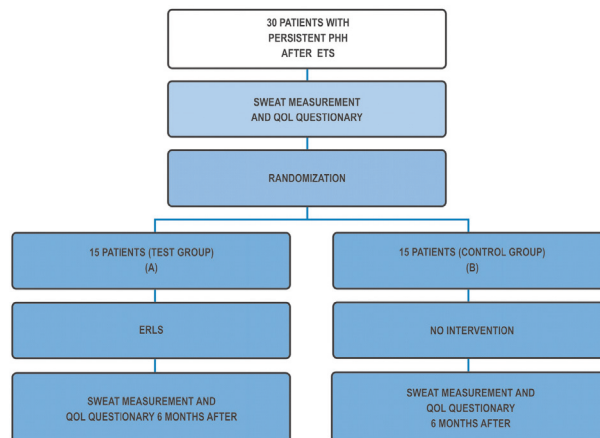 30 PATIENTS WITH
PERSISTENT PHH
AFTER ETS
SWEAT MEASUREMENT
AND QOL QUESTIONARY
RANDOMIZATION
15 PATIENTS (TEST GROUP)
(A)
15 PATIENTS (CONTROL GROUP)
(B)
ERLS
NO INTERVENTION
SWEAT MEASUREMENT AND
QOL QUESTIONARY 6 MONTHS AFTER
SWEAT MEASUREMENT AND
QOL QUESTIONARY
6 MONTHS AFTER